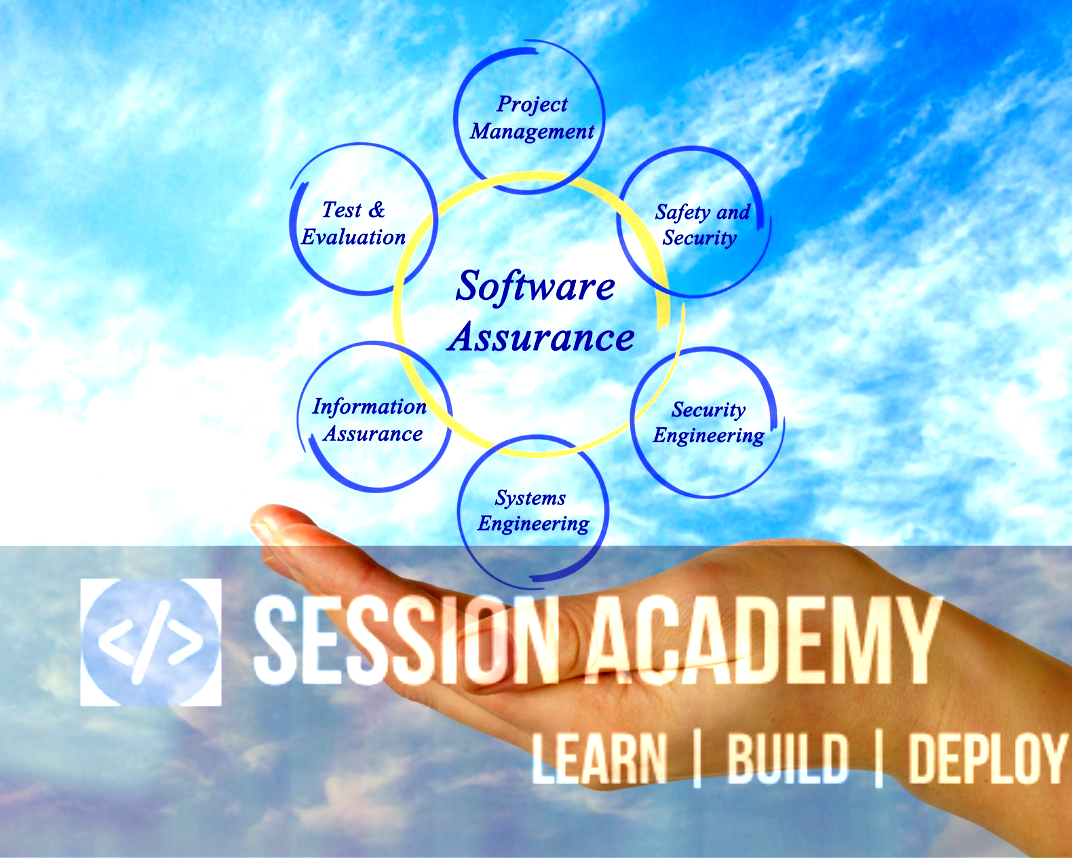 Project
Management
Test &
Evaluation
Safety and
Security
Software
Assurance
Information
Assurance
Security
Engineering
Systems
Engineering
</>
SESSION ACADEMY
LEARN | BUILD | DEPLOY